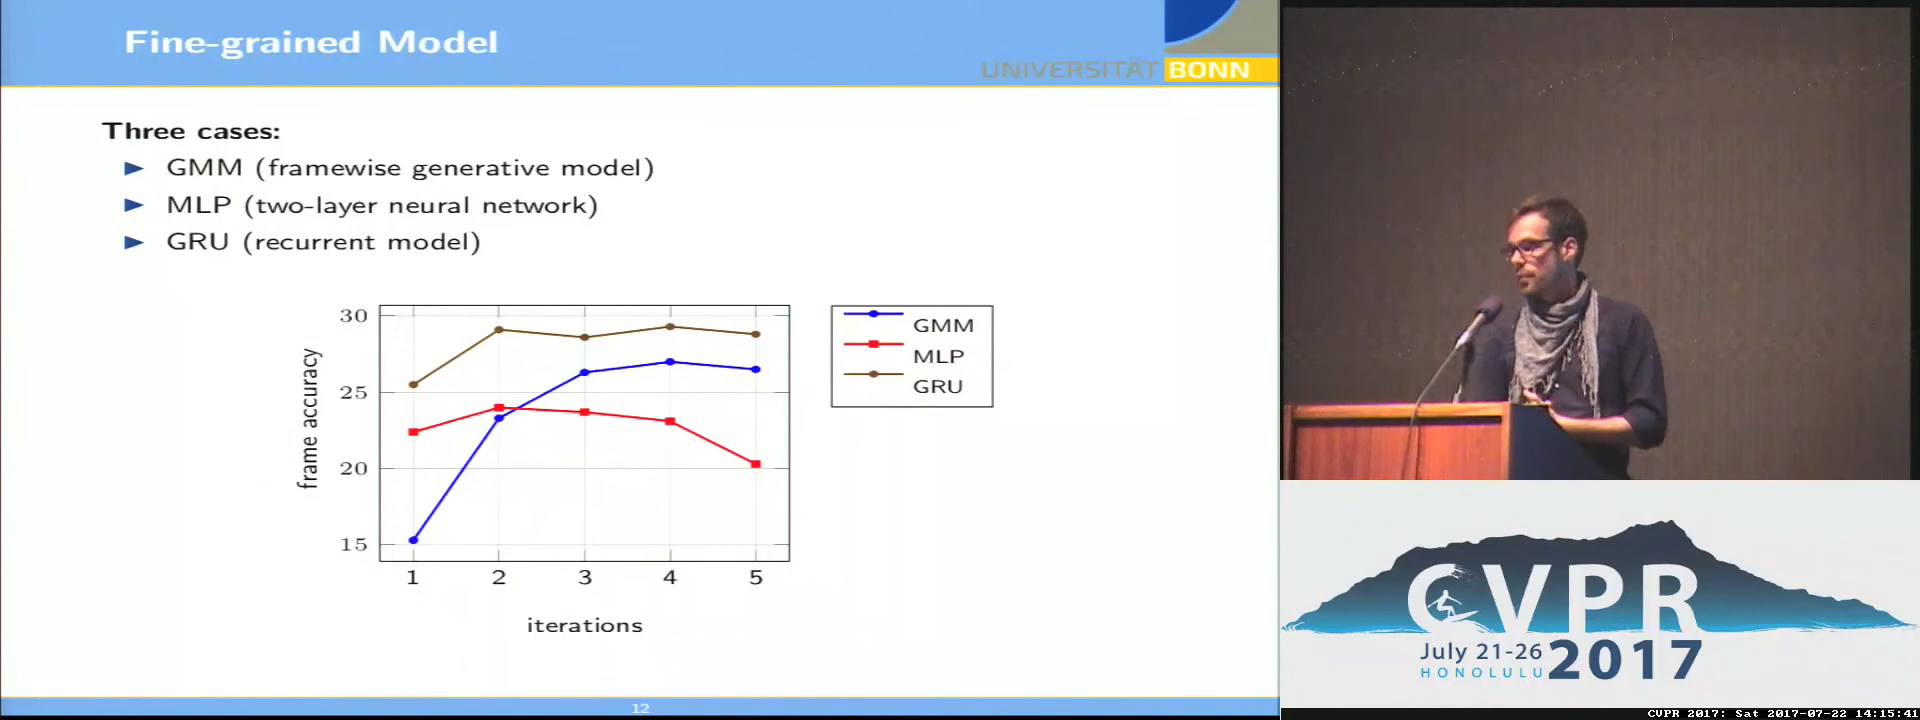 Fine-grained Model
UNIVERSITÄT BONN
Three cases:
GMM (framewise generative model)
MLP (two-layer neural network)
GRU (recurrent model)
30
25
20
15
frame accuracy
1 2 3 4 5
iterations
GMM
MLP
GRU
12
CVPR
July 21-26 2017
HONOLULU
CVPR 2017: Sat 2017-07-22 14:15:41